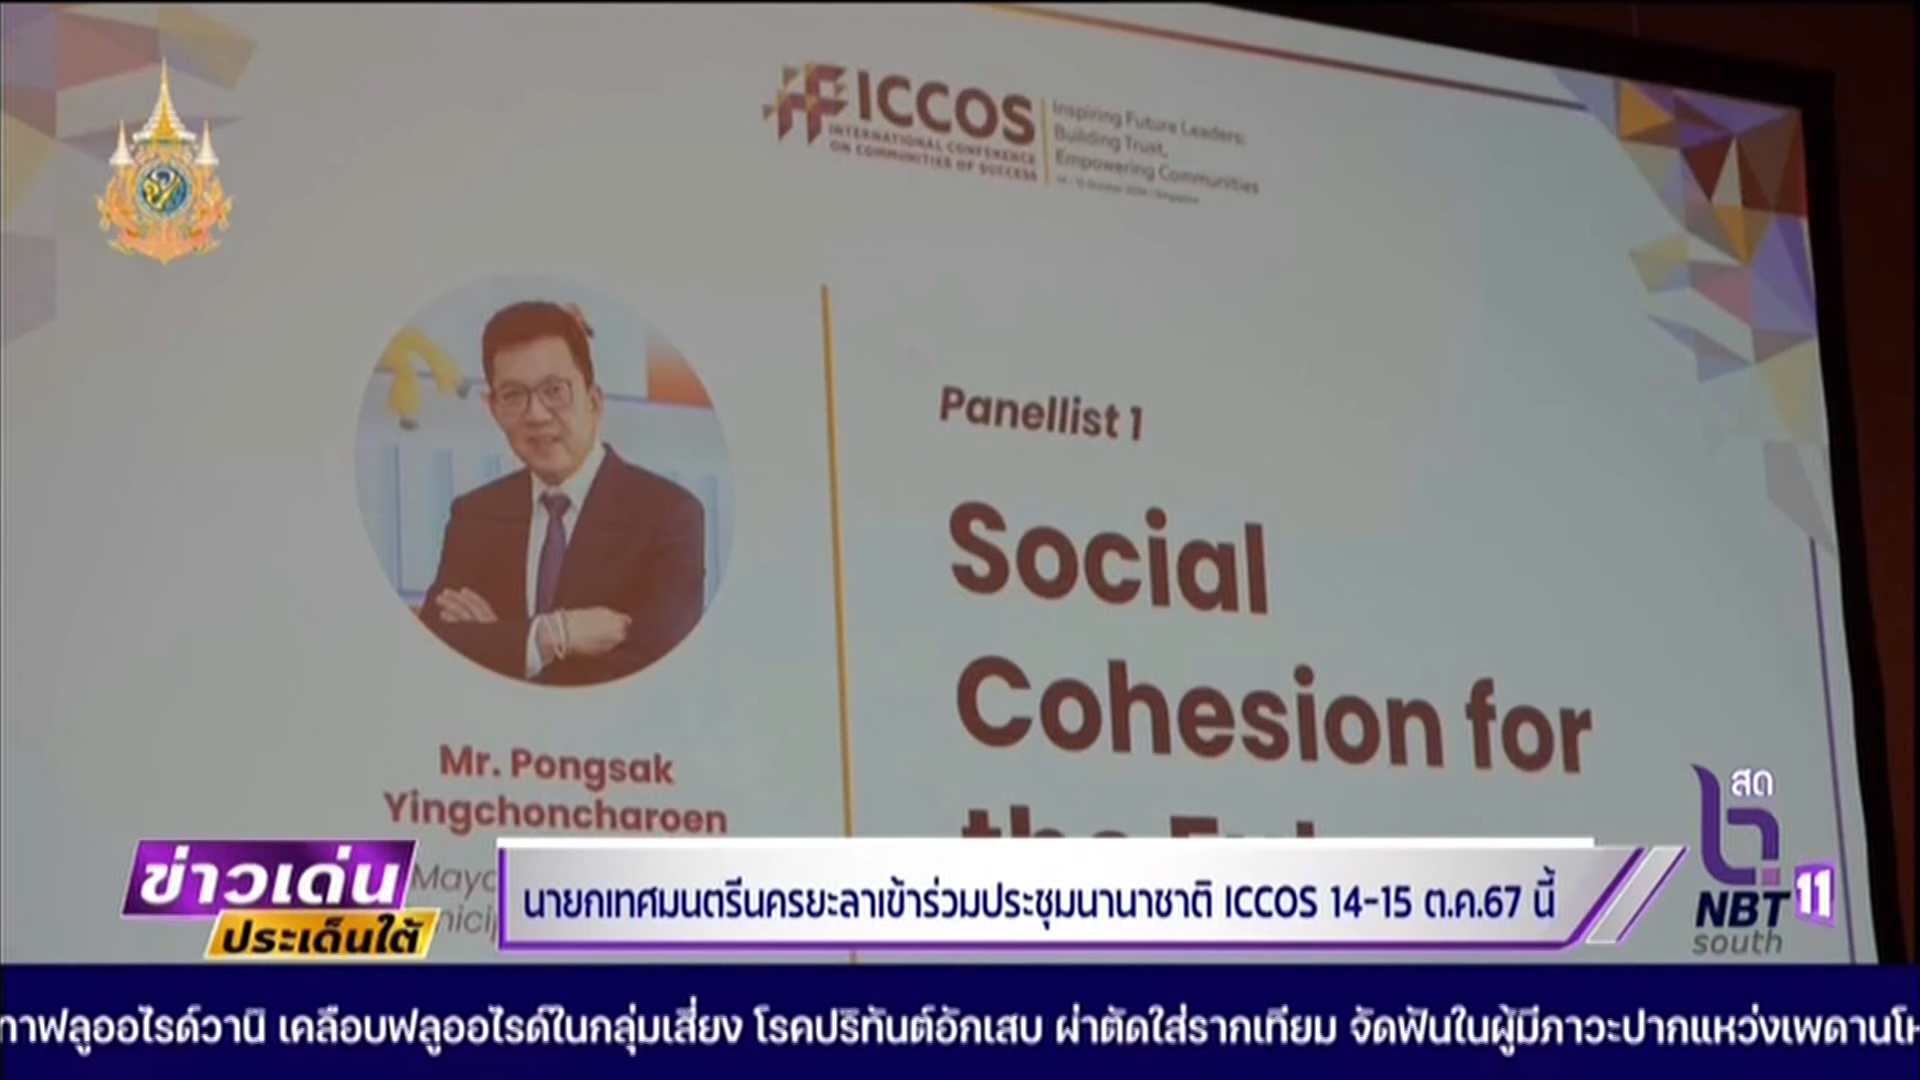 ICCOS
INTERNATIONAL CONFERENCE
ON COMMUNITIES OF SUCCESS
Inspiring Future Leaders:
Building Trust,
Empowering Communities
Panellist 1
Social
Cohesion for
Mr. Pongsak
Yingchoncharoen
สด
NBT 11
south
ข่าวเด่น
ประเด็นใต้
นายกเทศมนตรีนครยะลาเข้าร่วมประชุมนานาชาติ ICCOS 14-15 ต.ค.67 นี้
ทาฟลูออไรด์วานิ เคลือบฟลูออไรด์ในกลุ่มเสี่ยง โรคปริทันต์อักเสบ ผ่าตัดใส่รากเทียม จัดฟันในผู้มีภาวะปากแหว่งเพดานโห